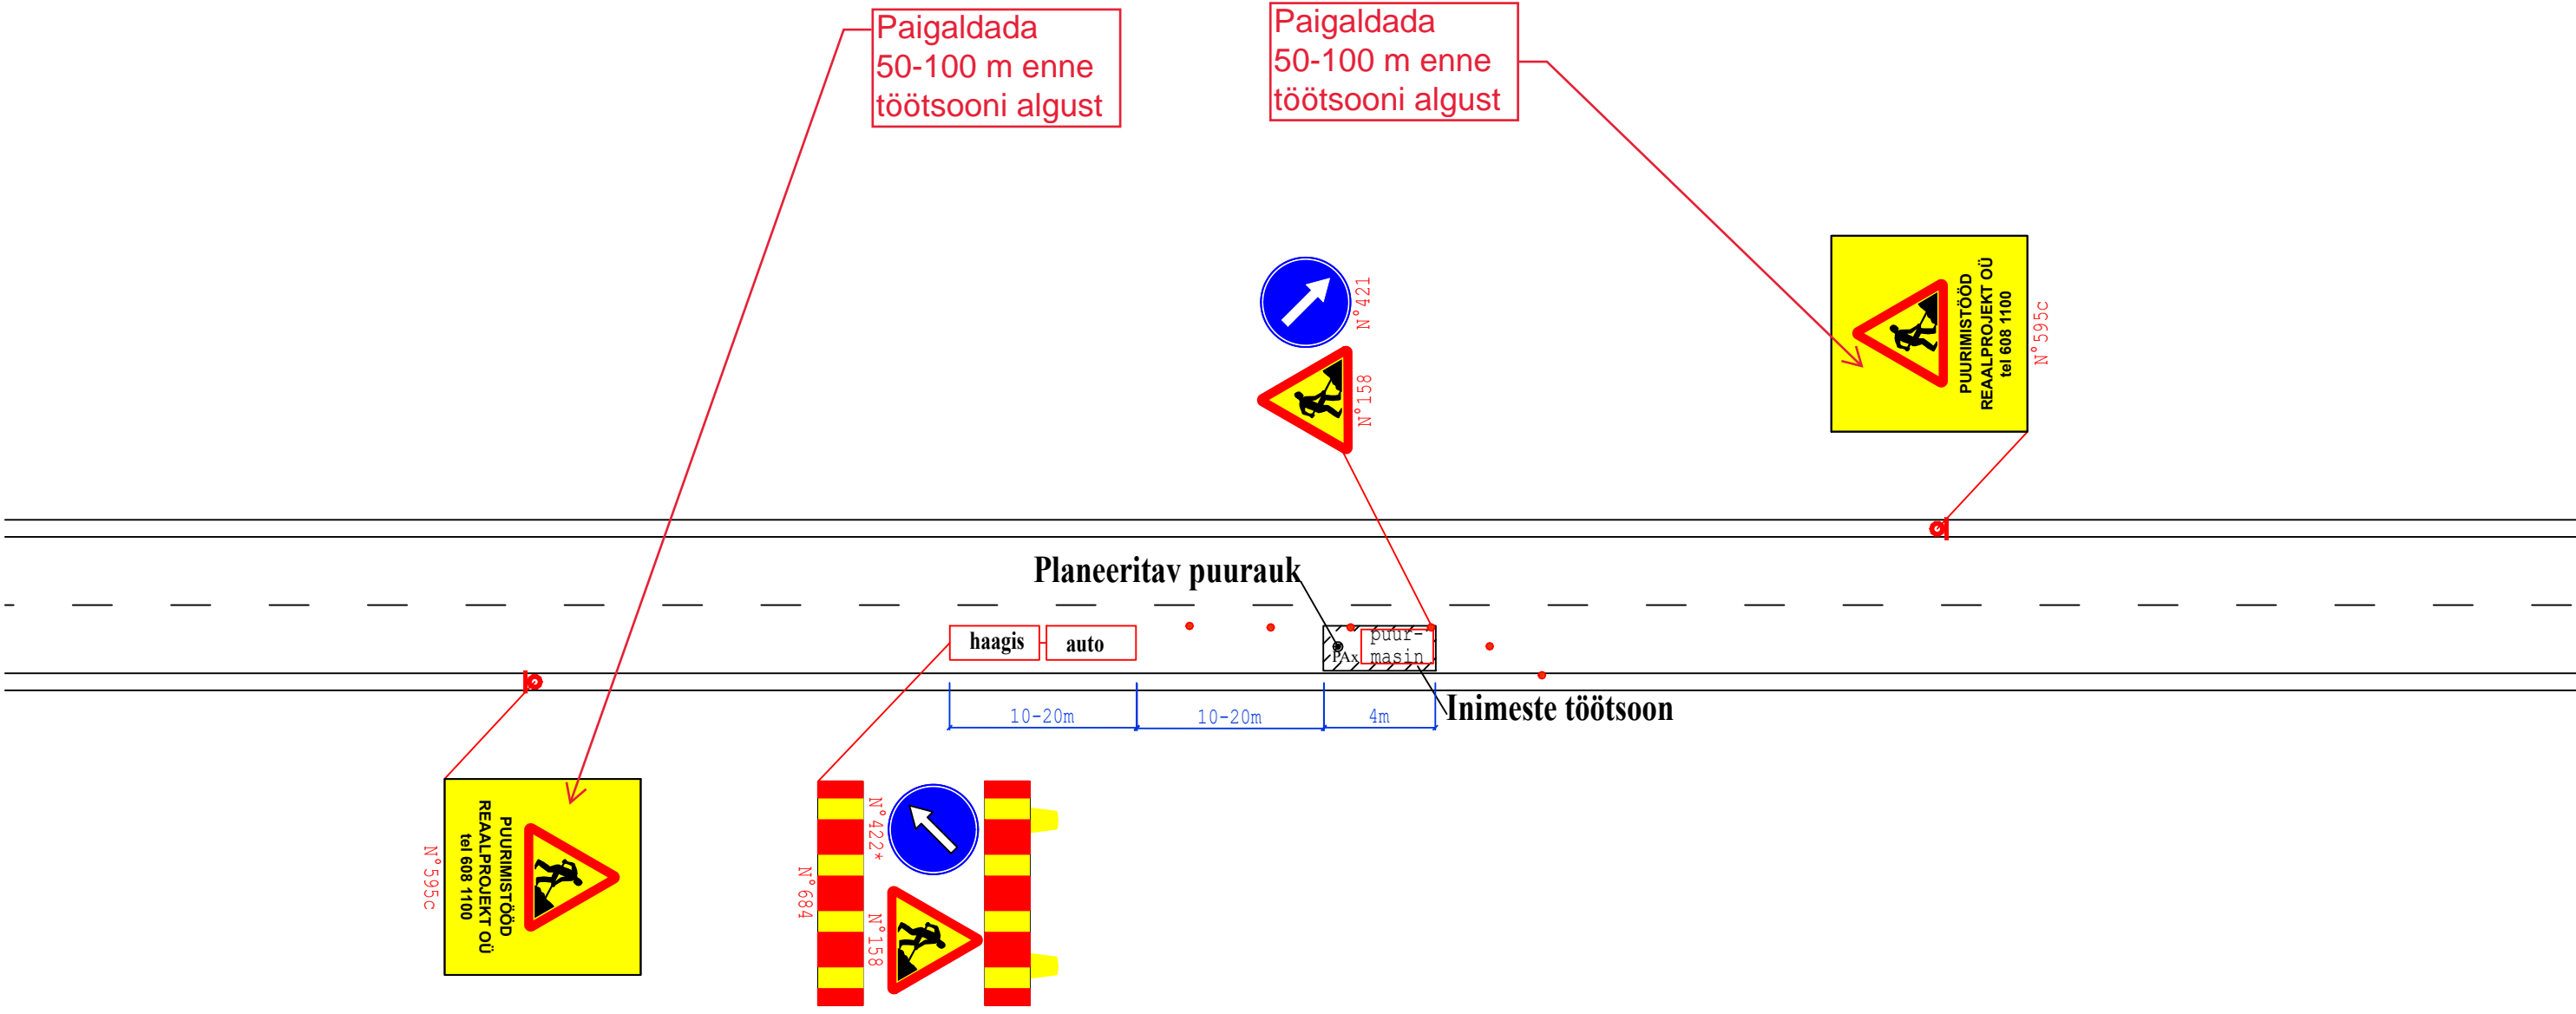 Paigaldada
50-100 m enne
töötsooni algust
Paigaldada
50-100 m enne
töötsooni algust
N°421
N°158
PUURIMISTÖÖD
REAALPROJEKT OÜ
tel 608 1100
N°595c
Planeeritav puurauk
haagis
auto
PAx
puur-
masin
10-20m
10-20m
4m
Inimeste töötsoon
PUURIMISTÖÖD
REAALPROJEKT OÜ
tel 608 1100
N°595c
N°422*
N°158
N°684